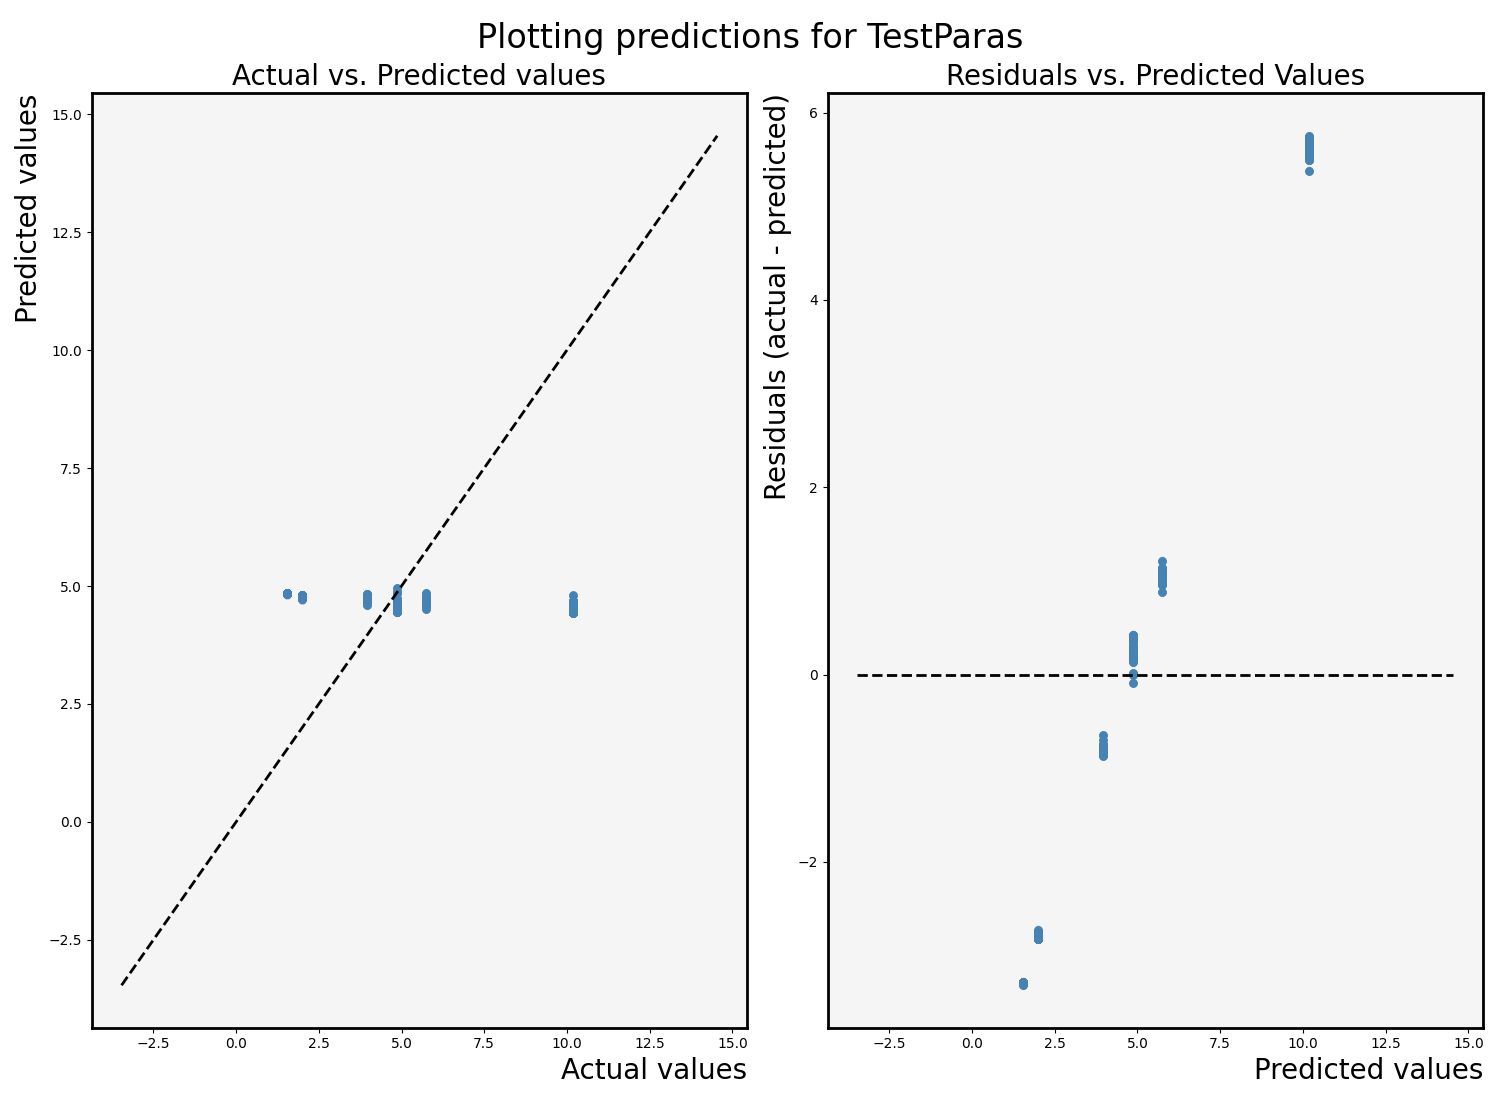 Plotting predictions for TestParas
Actual vs. Predicted values
Predicted values
15.0
12.5
10.0
7.5
5.0
2.5
0.0
−2.5
−2.5 0.0 2.5 5.0 7.5 10.0 12.5 15.0
Actual values
Residuals vs. Predicted Values
Residuals (actual - predicted)
6
4
2
0
−2
−2.5 0.0 2.5 5.0 7.5 10.0 12.5 15.0
Predicted values